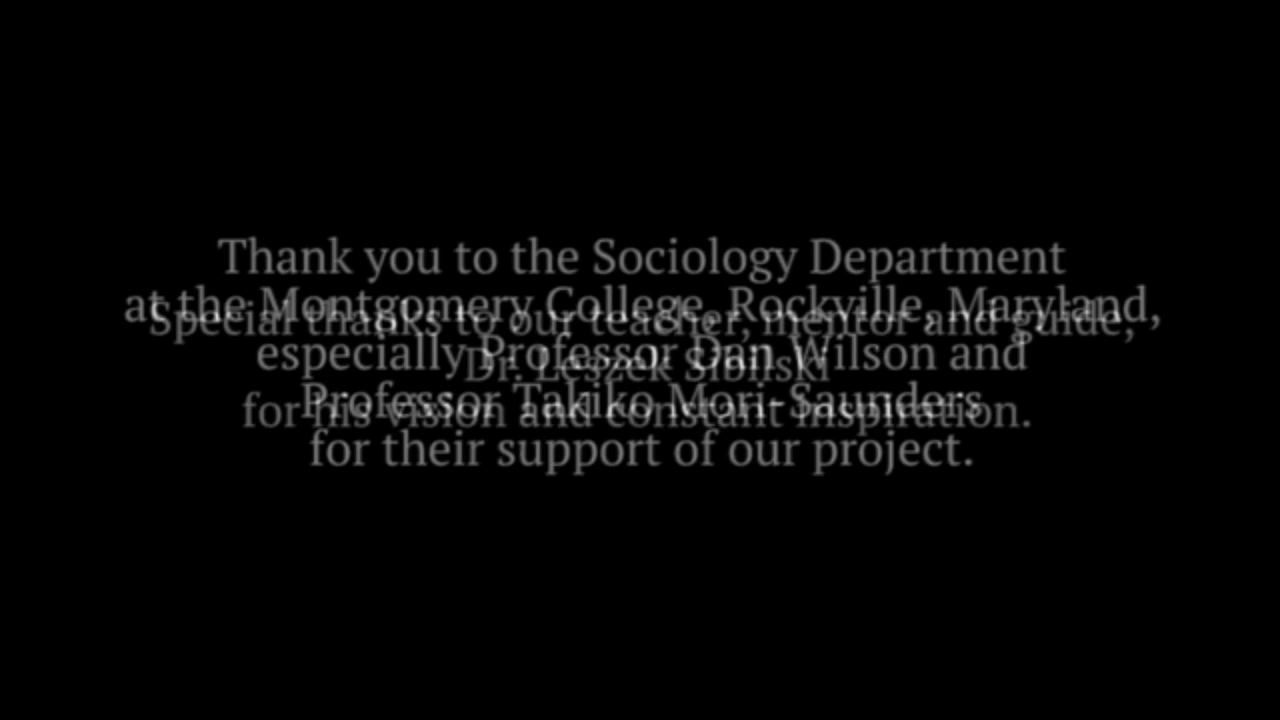 Thank you to the Sociology Department
at the Montgomery College, Rockville, Maryland,
especially Professor Dan Wilson and
Professor Takiko Mori-Saunders
for their support of our project.
Special thanks to our teacher, mentor and guide,
Dr. Leszek Sibilski
for his vision and constant inspiration.